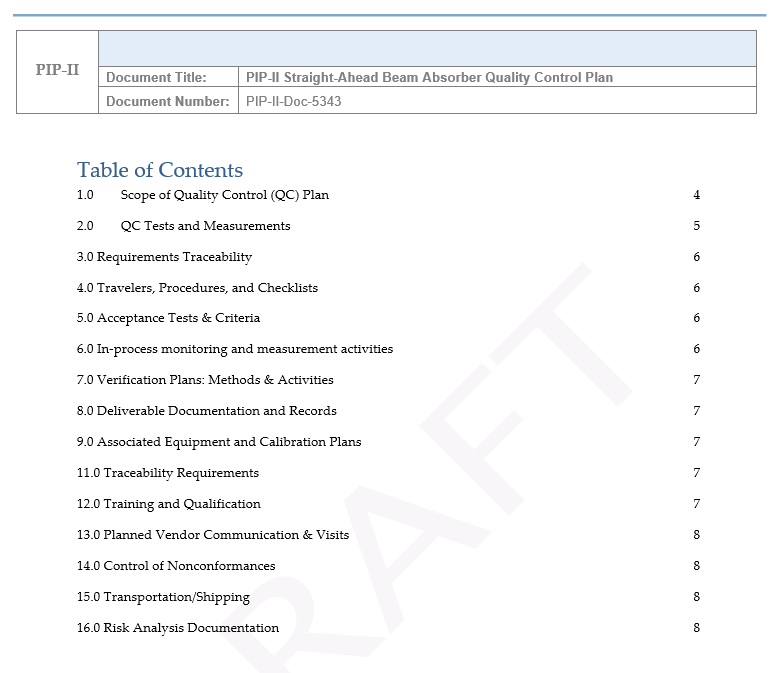 PIP-II
Document Title: PIP-II Straight-Ahead Beam Absorber Quality Control Plan
Document Number: PIP-II-Doc-5343
Table of Contents
1.0 Scope of Quality Control (QC) Plan 4
2.0 QC Tests and Measurements 5
3.0 Requirements Traceability 6
4.0 Travelers, Procedures, and Checklists 6
5.0 Acceptance Tests & Criteria 6
6.0 In-process monitoring and measurement activities 6
7.0 Verification Plans: Methods & Activities 7
8.0 Deliverable Documentation and Records 7
9.0 Associated Equipment and Calibration Plans 7
11.0 Traceability Requirements 7
12.0 Training and Qualification 7
13.0 Planned Vendor Communication & Visits 8
14.0 Control of Nonconformances 8
15.0 Transportation/Shipping 8
16.0 Risk Analysis Documentation 8
RAFT